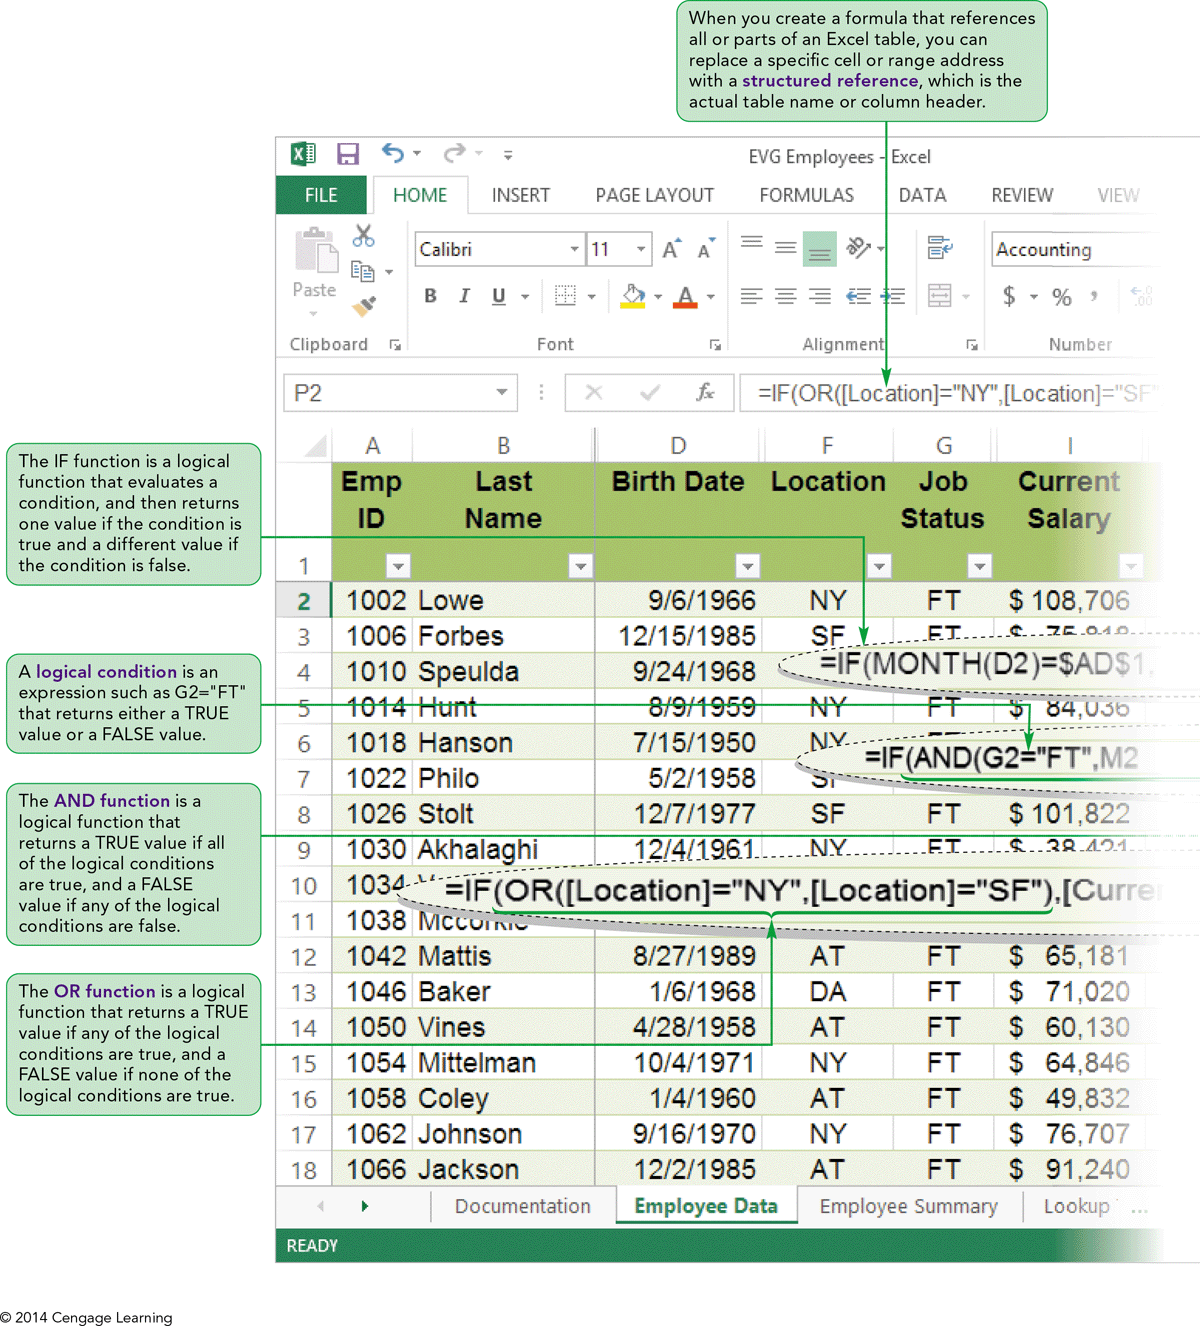 When you create a formula that references
all or parts of an Excel table, you can
replace a specific cell or range address
with a structured reference, which is the
actual table name or column header.
EVG Employees - Excel
FILE HOME INSERT PAGE LAYOUT FORMULAS DATA REVIEW VIEW
Calibri 11 Accounting
Paste B I U A $ % ,
Clipboard Font Alignment Number
P2 fx =IF(OR([Location]="NY",[Location]="SF"
A B D F G I
The IF function is a logical
function that evaluates a
condition, and then returns
one value if the condition is
true and a different value if
the condition is false.
A logical condition is an
expression such as G2="FT"
that returns either a TRUE
value or a FALSE value.
The AND function is a
logical function that
returns a TRUE value if all
of the logical conditions
are true, and a FALSE
value if any of the logical
conditions are false.
The OR function is a logical
function that returns a TRUE
value if any of the logical
conditions are true, and a
FALSE value if none of the
logical conditions are true.
Emp Last Birth Date Location Job Current
ID Name Status Salary
1
2 1002 Lowe 9/6/1966 NY FT $ 108,706
3 1006 Forbes 12/15/1985 SF FT $ 75,818
=IF(MONTH(D2)=$AD$1,
4 1010 Speulda 9/24/1968
5 1014 Hunt 8/9/1959 NY FT $ 84,036
6 1018 Hanson 7/15/1950 NY
=IF(AND(G2="FT",M2
7 1022 Philo 5/2/1958 SF
8 1026 Stolt 12/7/1977 SF FT $ 101,822
9 1030 Akhalaghi 12/4/1961 NY FT $ 38,421
10 1034
=IF(OR([Location]="NY",[Location]="SF"),[Curre
11 1038 Mccorkle
12 1042 Mattis 8/27/1989 AT FT $ 65,181
13 1046 Baker 1/6/1968 DA FT $ 71,020
14 1050 Vines 4/28/1958 AT FT $ 60,130
15 1054 Mittelman 10/4/1971 NY FT $ 64,846
16 1058 Coley 1/4/1960 AT FT $ 49,832
17 1062 Johnson 9/16/1970 NY FT $ 76,707
18 1066 Jackson 12/2/1985 AT FT $ 91,240
Documentation Employee Data Employee Summary Lookup ...
READY
© 2014 Cengage Learning